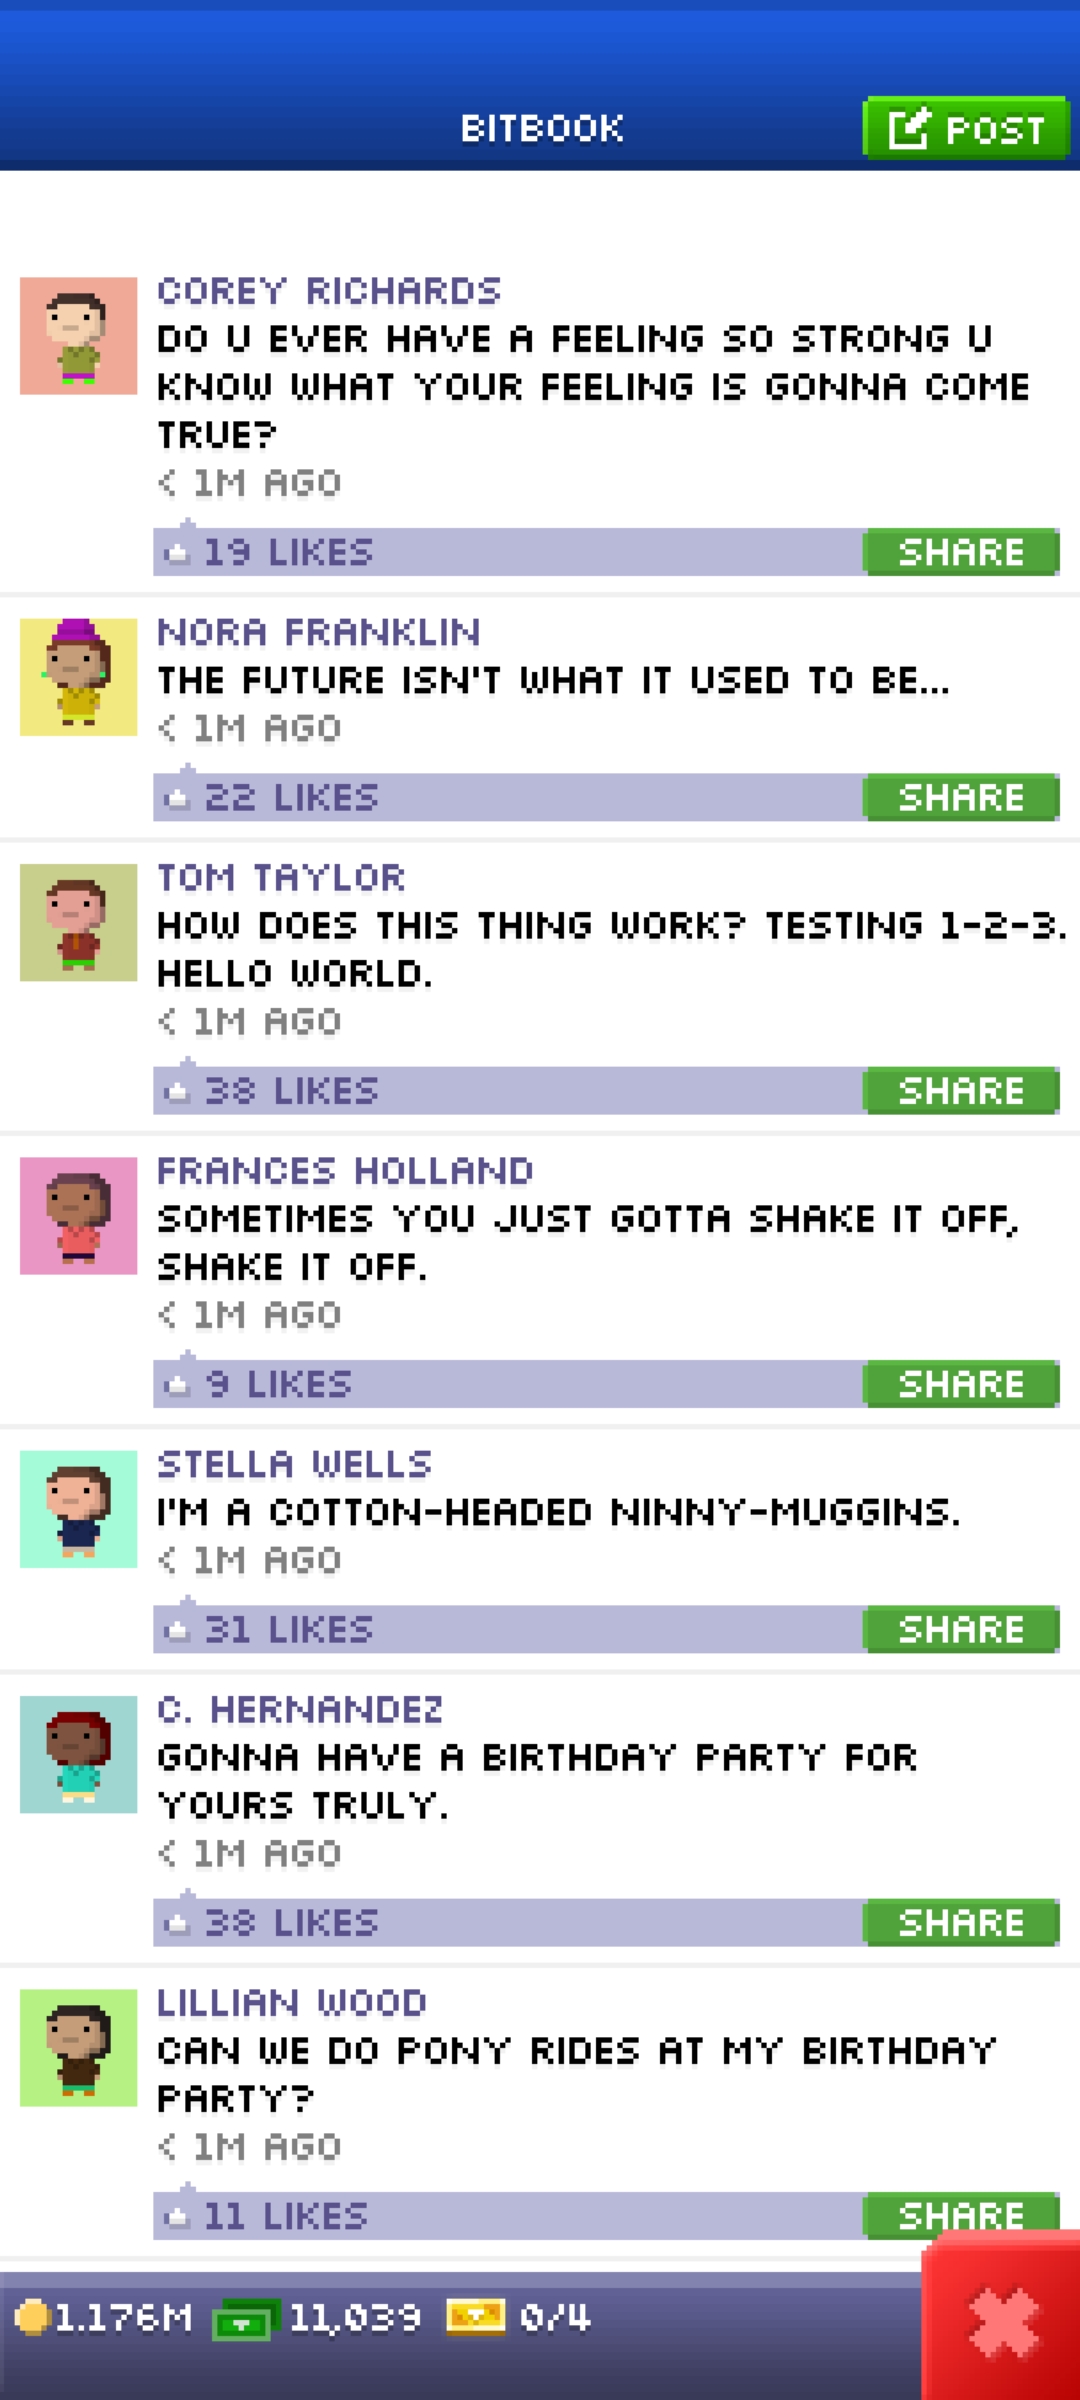 BITBOOK
POST
COREY RICHARDS
DO U EVER HAVE A FEELING SO STRONG U
KNOW WHAT YOUR FEELING IS GONNA COME
TRUE?
< 1M AGO
19 LIKES
SHARE
NORA FRANKLIN
THE FUTURE ISN'T WHAT IT USED TO BE...
< 1M AGO
22 LIKES
SHARE
TOM TAYLOR
HOW DOES THIS THING WORK? TESTING 1-2-3.
HELLO WORLD.
< 1M AGO
38 LIKES
SHARE
FRANCES HOLLAND
SOMETIMES YOU JUST GOTTA SHAKE IT OFF,
SHAKE IT OFF.
< 1M AGO
9 LIKES
SHARE
STELLA WELLS
I'M A COTTON-HEADED NINNY-MUGGINS.
< 1M AGO
31 LIKES
SHARE
C. HERNANDEZ
GONNA HAVE A BIRTHDAY PARTY FOR
YOURS TRULY.
< 1M AGO
38 LIKES
SHARE
LILLIAN WOOD
CAN WE DO PONY RIDES AT MY BIRTHDAY
PARTY?
< 1M AGO
11 LIKES
SHARE
1.176M 11,039 0/4